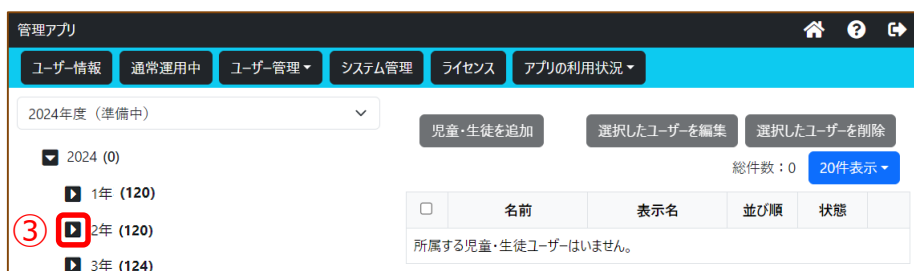 管理アプリ
ユーザー情報 通常運用中 ユーザー管理 システム管理 ライセンス アプリの利用状況
2024年度（準備中）
児童・生徒を追加 選択したユーザーを編集 選択したユーザーを削除
2024 (0)
総件数：0 20件表示
1年 (120)
名前 表示名 並び順 状態
③ 2年 (120)
所属する児童・生徒ユーザーはいません。
3年 (124)